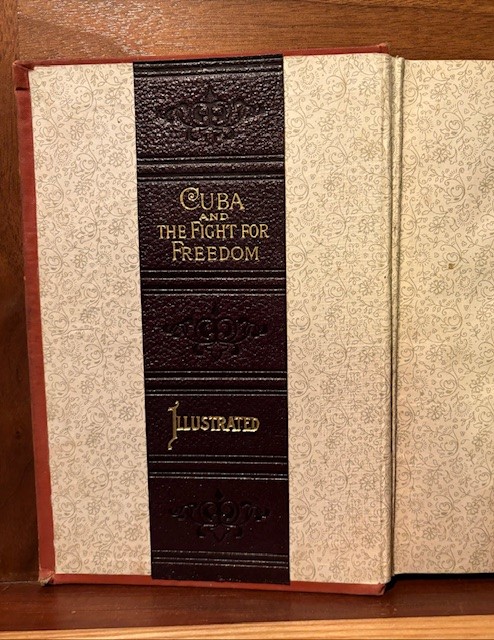 CUBA
AND
THE FIGHT FOR
FREEDOM
ILLUSTRATED